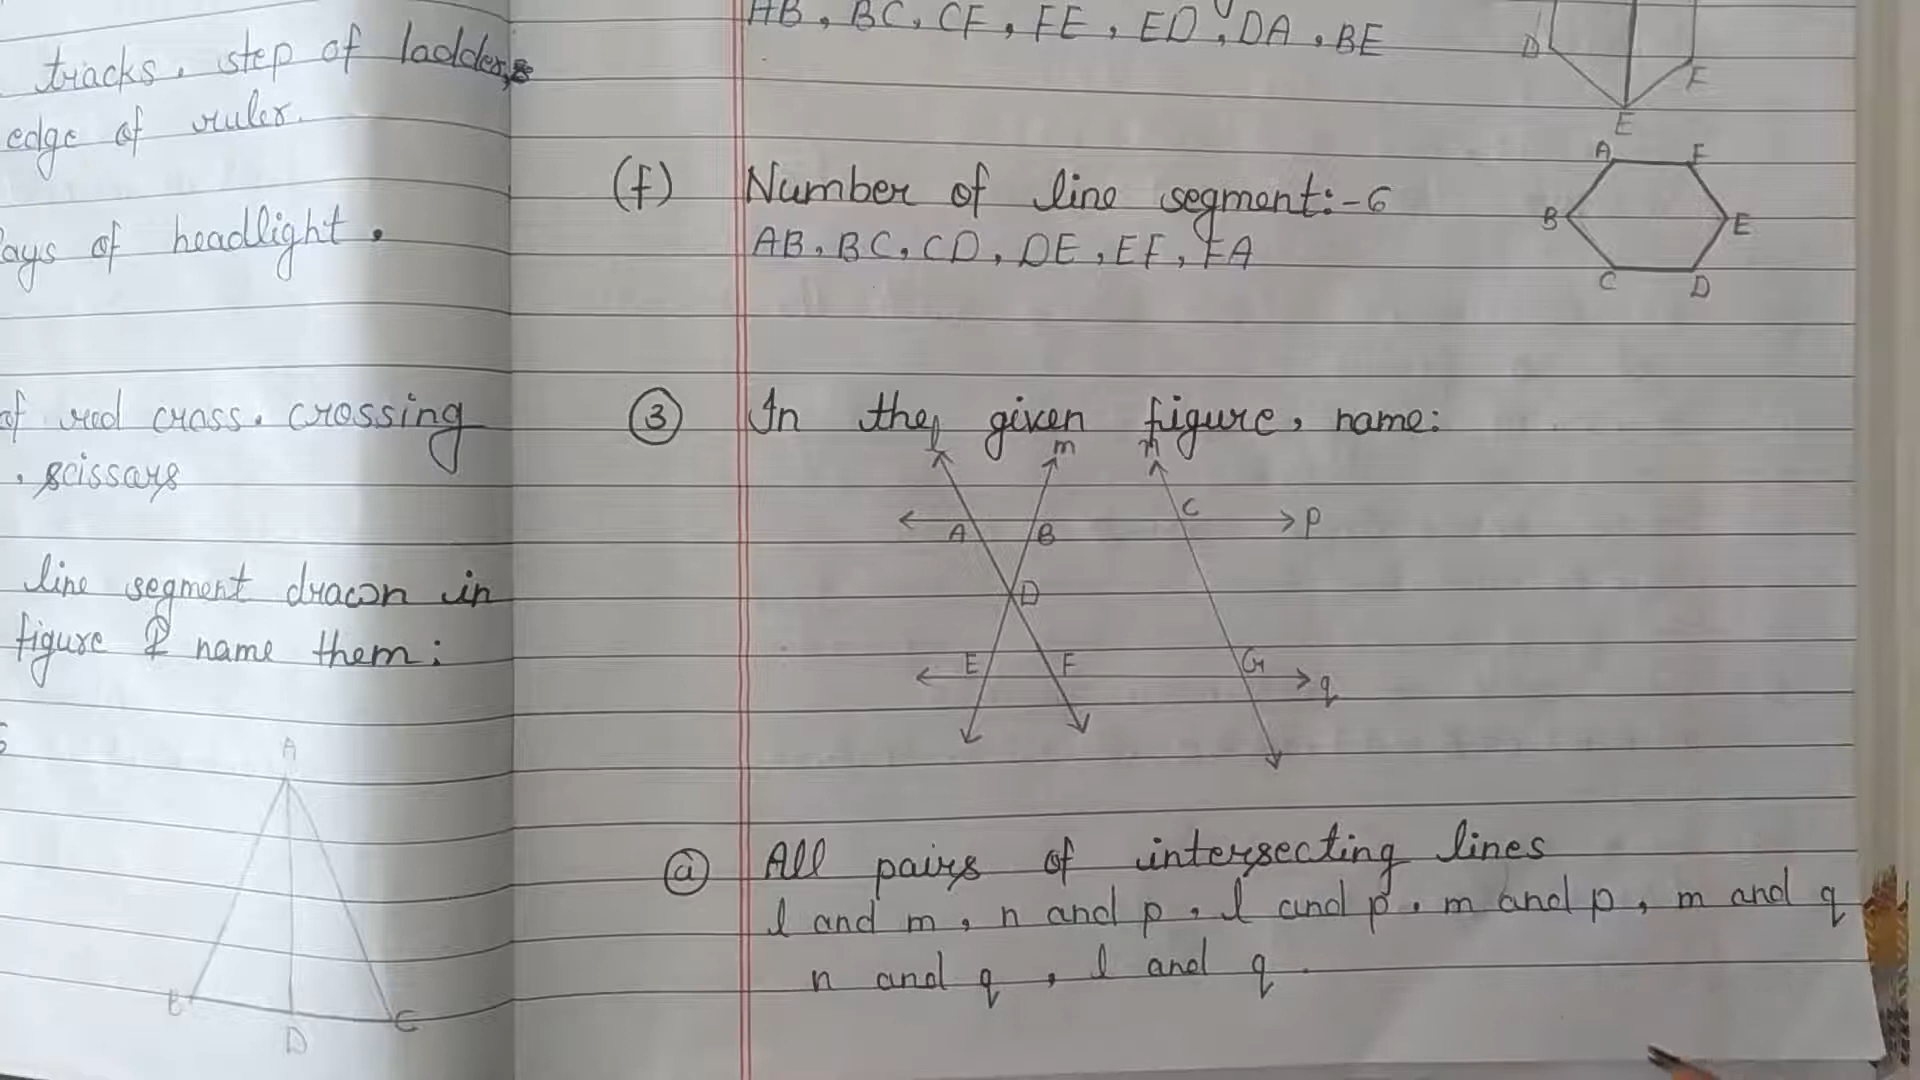 tracks, step of ladder,
edge of ruler.
of headlight.
of red cross, crossing
, scissars
line segment drawn in
figure & name them:
A
B
D
C
AB, BC, CF, FE, ED, DA, BE
D
F
E
(f) Number of line segment:-6
AB, BC, CD, DE, EF, FA
A F
B E
C D
③ In the given figure, name:
l m n
A B C p
D
E F G q
ⓐ All pairs of intersecting lines
l and m, n and p, l and p, m and p, m and q
n and q, l and q.